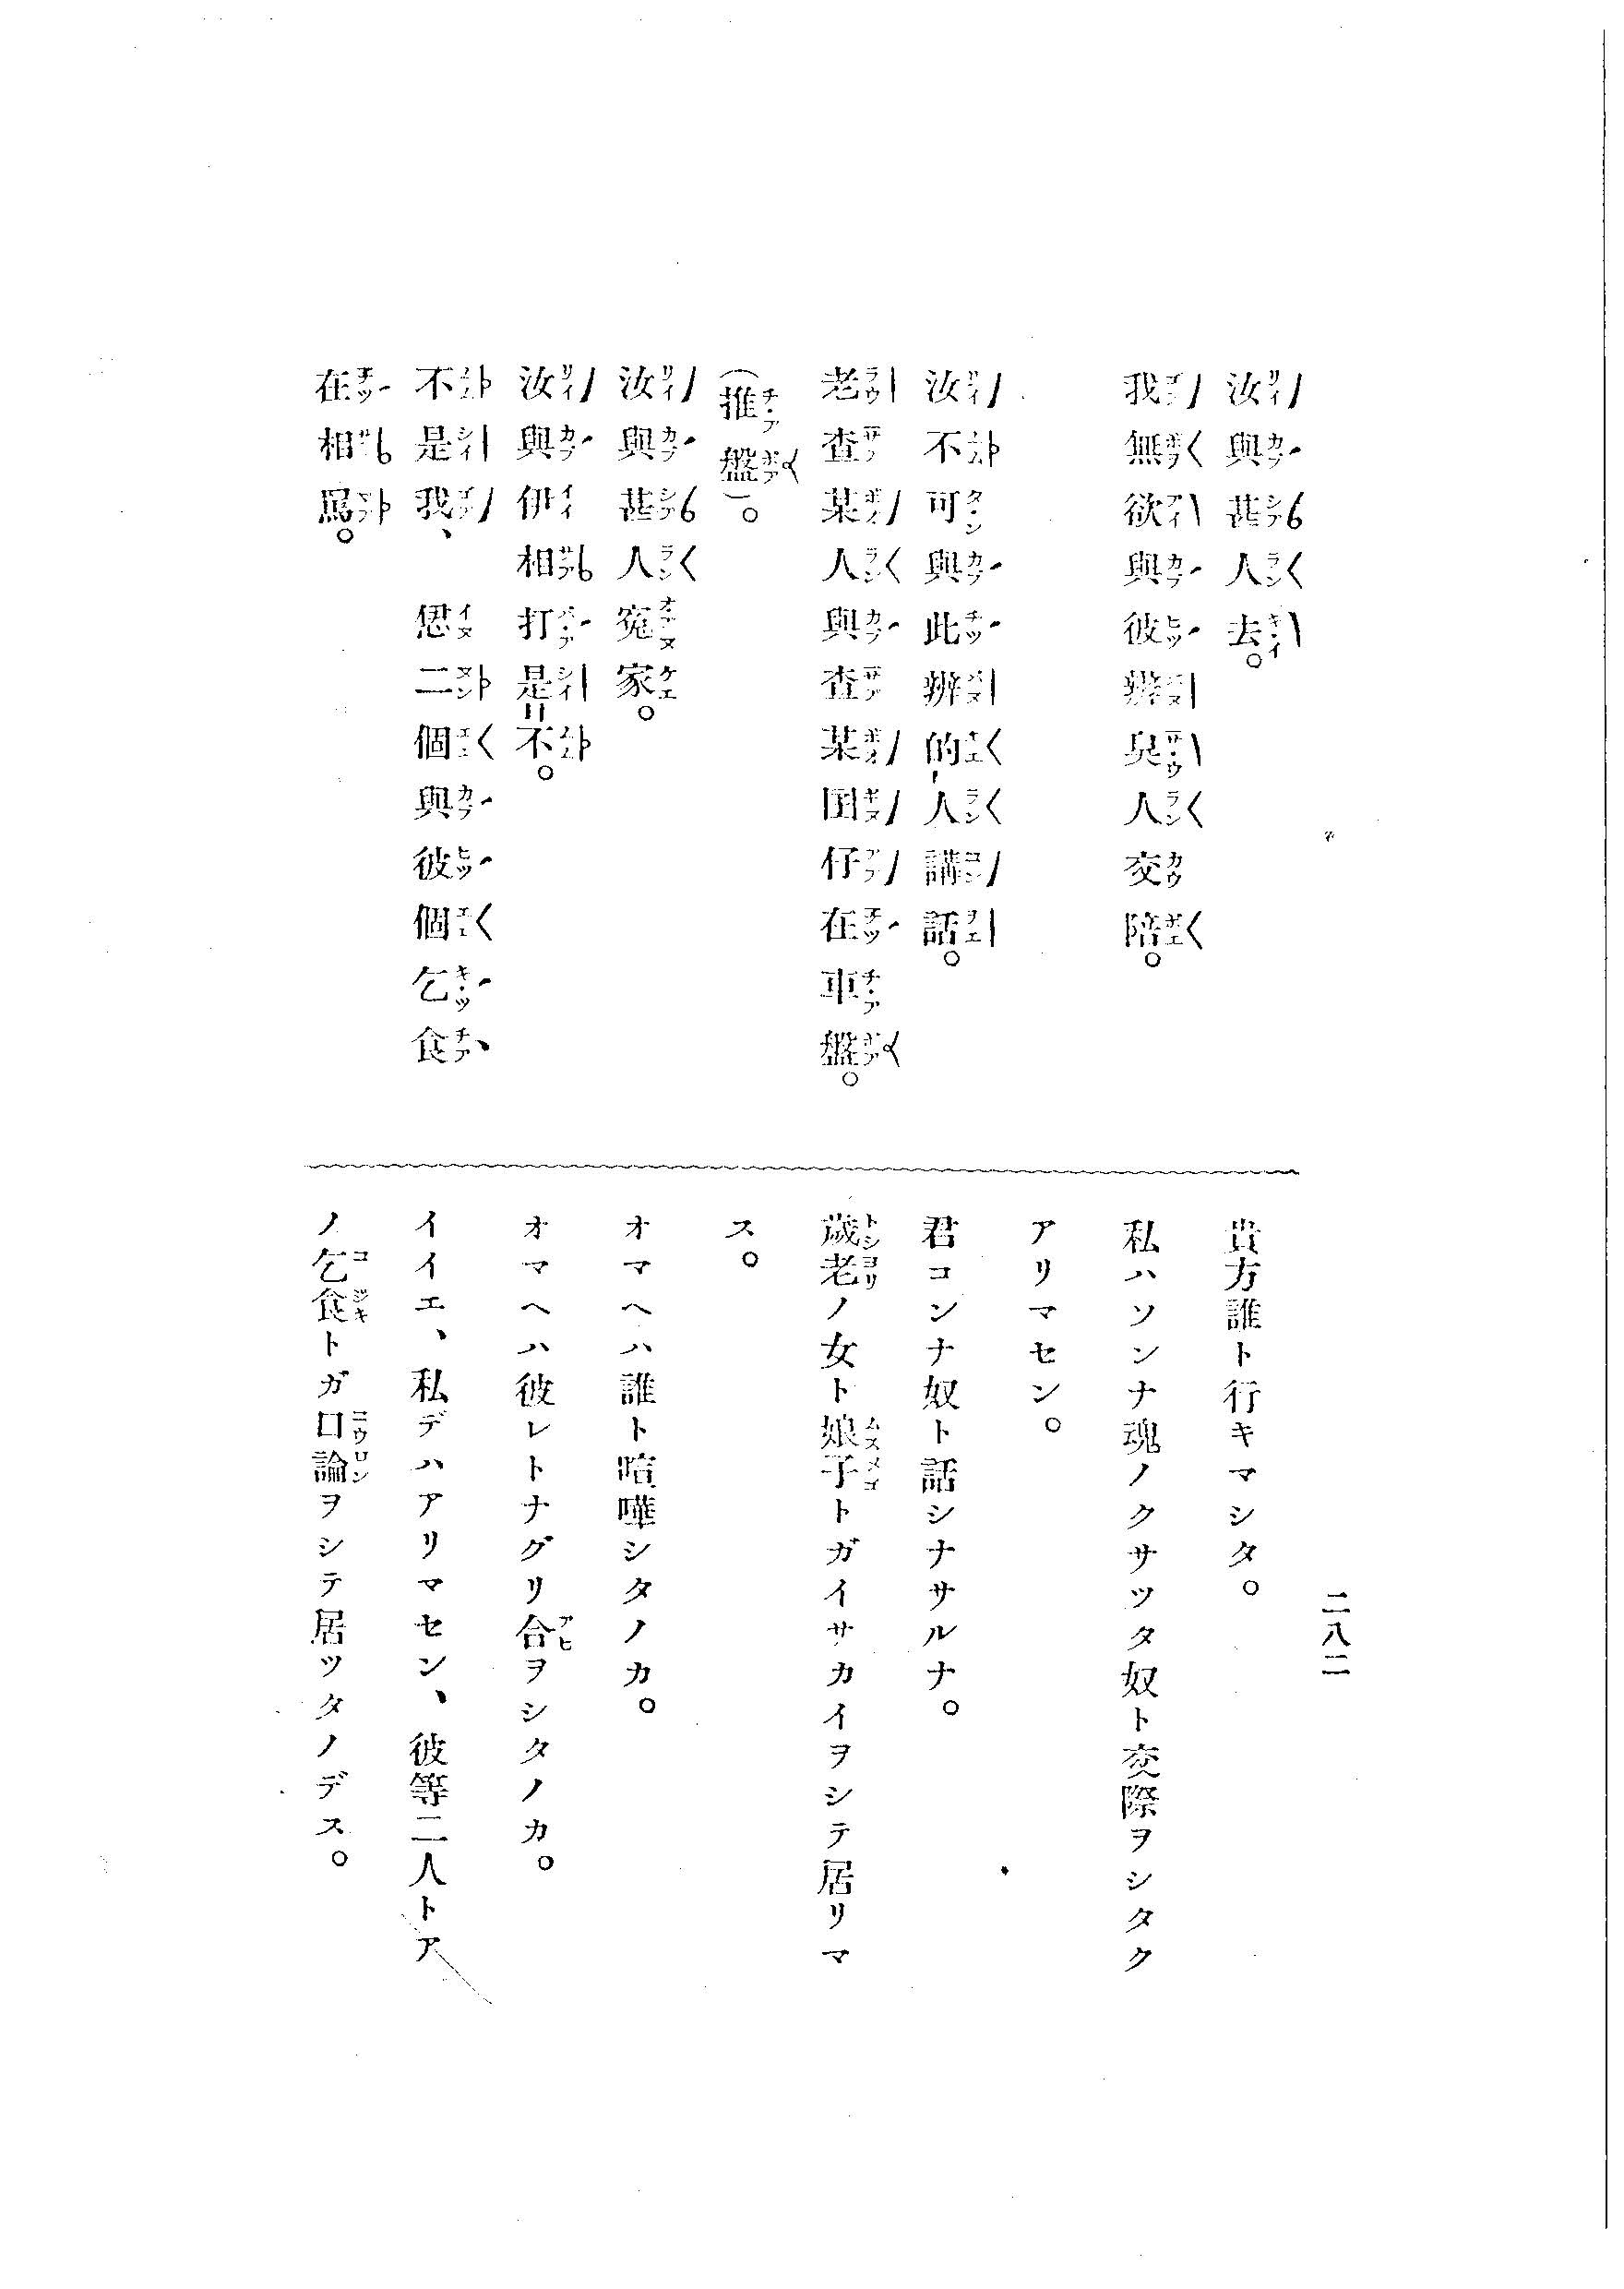 二八二
汝與甚人去。
我無欲與彼辨臭人交陪。
汝不可與此辨的人講話。
老查某人與查某囝仔在車盤。
(推盤)。
汝與甚人寃家。
汝與伊相打是不。
不是我、偲二個與彼個乞食
在相罵。
貴方誰ト行キマシタ。
私ハソンナ魂ノクサツタ奴ト交際ヲシタク
アリマセン。
君コンナ奴ト話シナサルナ。
歳老ノ女ト娘子トガイサカイヲシテ居リマ
ス。
オマヘハ誰ト喧嘩シタノカ。
オマヘハ彼レトナグリ合ヲシタノカ。
イイエ、私デハアリマセン、彼等二人トア
ノ乞食トガ口論ヲシテ居ツタノデス。